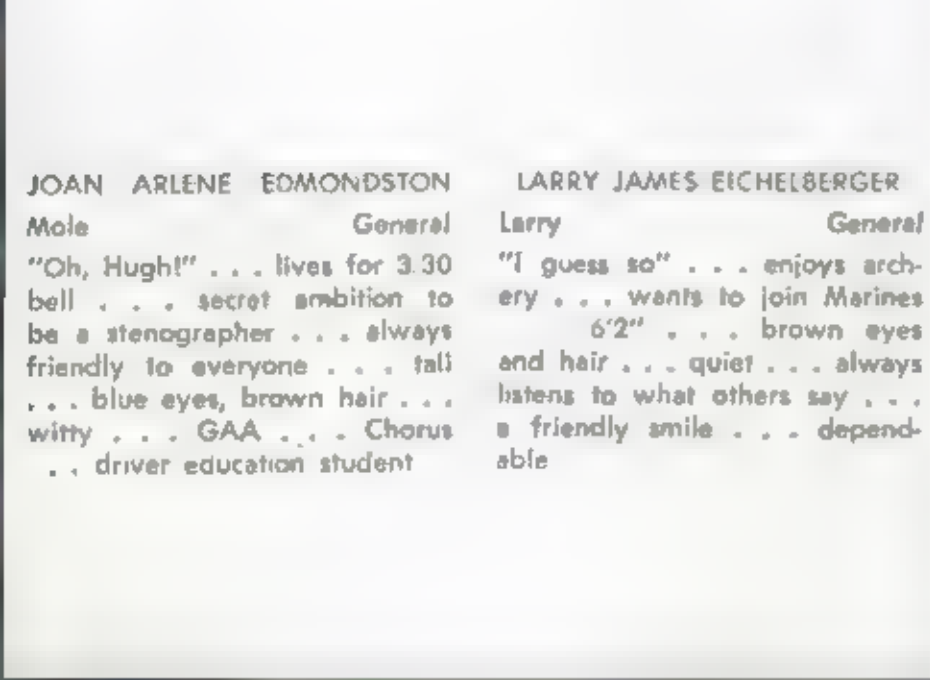 JOAN ARLENE EDMONDSTON
Mole General
"Oh, Hugh!" . . . lives for 3.30
bell . . . secret ambition to
be a stenographer . . . always
friendly to everyone . . . tall
. . . blue eyes, brown hair . . .
witty . . . GAA . . . Chorus
. . driver education student
LARRY JAMES EICHELBERGER
Larry General
"I guess so" . . . enjoys arch-
ery . . . wants to join Marines
6'2" . . . brown eyes
and hair . . . quiet . . . always
listens to what others say . . .
a friendly smile . . . depend-
able